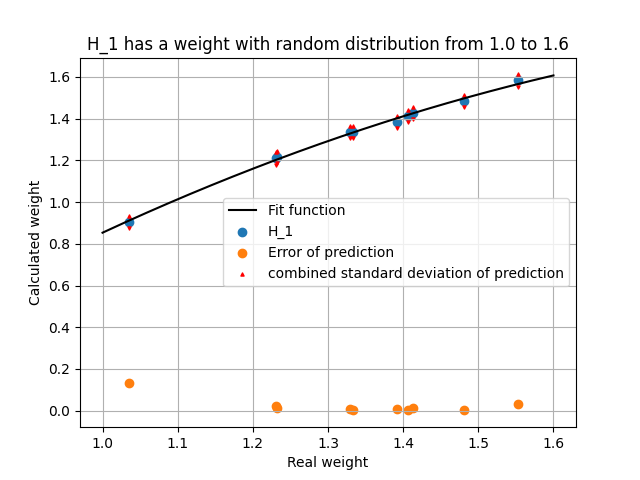 H_1 has a weight with random distribution from 1.0 to 1.6
Calculated weight
1.6
1.4
1.2
1.0
0.8
0.6
0.4
0.2
0.0
Fit function
H_1
Error of prediction
combined standard deviation of prediction
1.0 1.1 1.2 1.3 1.4 1.5 1.6
Real weight